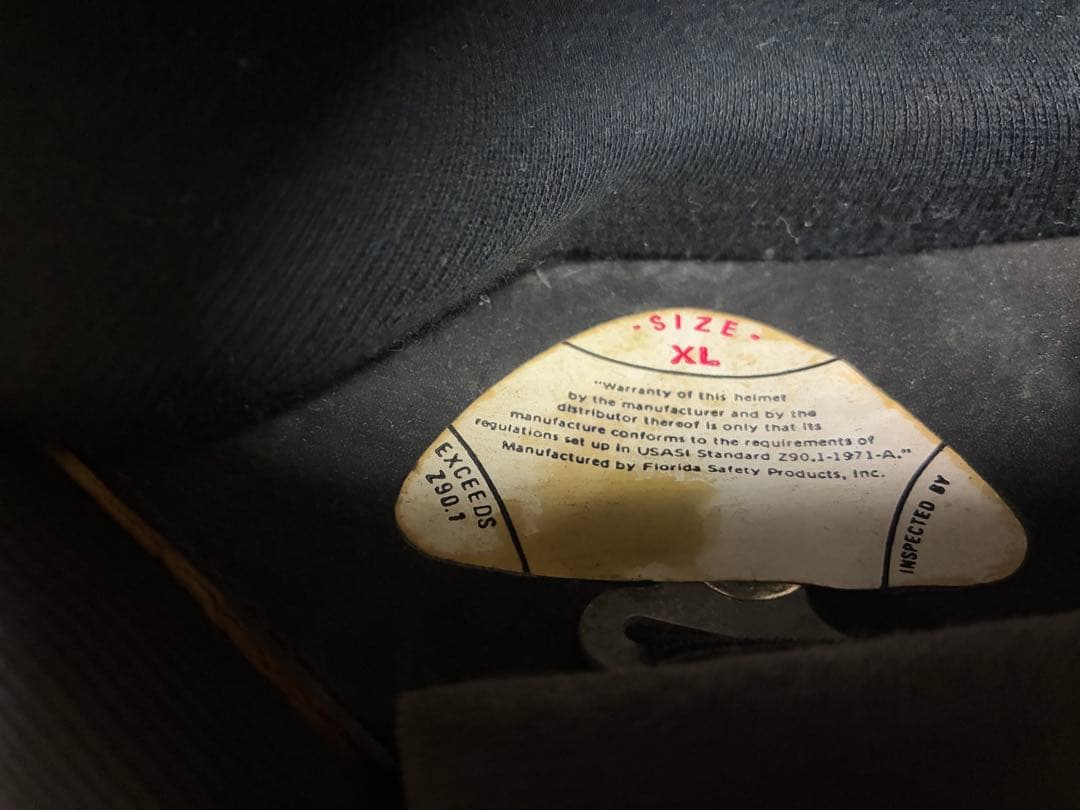 ·SIZE·
XL
"Warranty of this helmet
by the manufacturer and by the
distributor thereof is only that its
manufacture conforms to the requirements of
regulations set up in USASI Standard Z90.1-1971-A."
Manufactured by Florida Safety Products, Inc.
EXCEEDS
Z90.1
INSPECTED BY